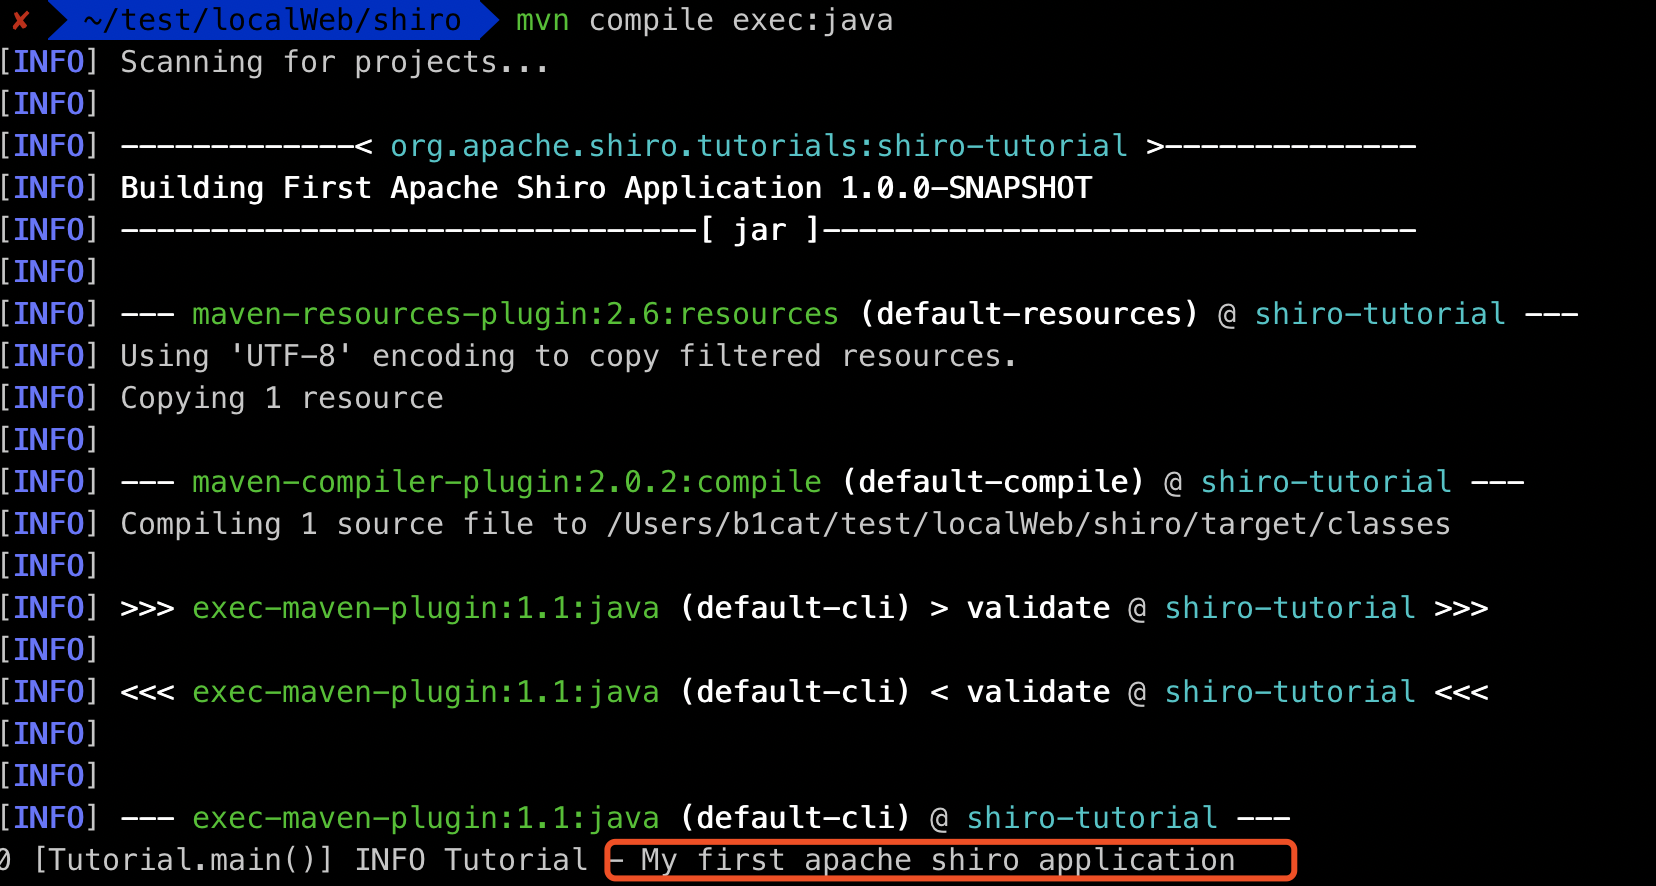 ✘ ~/test/localWeb/shiro mvn compile exec:java
[INFO] Scanning for projects...
[INFO]
[INFO] -------------< org.apache.shiro.tutorials:shiro-tutorial >--------------
[INFO] Building First Apache Shiro Application 1.0.0-SNAPSHOT
[INFO] --------------------------------[ jar ]---------------------------------
[INFO]
[INFO] --- maven-resources-plugin:2.6:resources (default-resources) @ shiro-tutorial ---
[INFO] Using 'UTF-8' encoding to copy filtered resources.
[INFO] Copying 1 resource
[INFO]
[INFO] --- maven-compiler-plugin:2.0.2:compile (default-compile) @ shiro-tutorial ---
[INFO] Compiling 1 source file to /Users/b1cat/test/localWeb/shiro/target/classes
[INFO]
[INFO] >>> exec-maven-plugin:1.1:java (default-cli) > validate @ shiro-tutorial >>>
[INFO]
[INFO] <<< exec-maven-plugin:1.1:java (default-cli) < validate @ shiro-tutorial <<<
[INFO]
[INFO]
[INFO] --- exec-maven-plugin:1.1:java (default-cli) @ shiro-tutorial ---
0 [Tutorial.main()] INFO Tutorial - My first apache shiro application